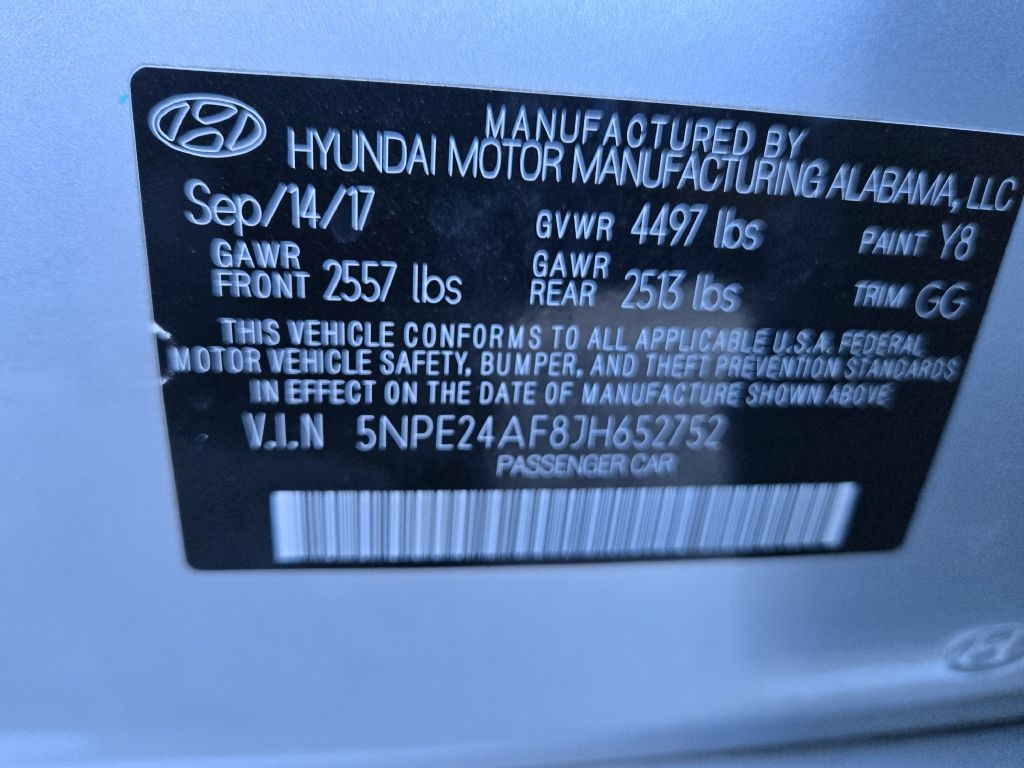 MANUFACTURED BY
HYUNDAI MOTOR MANUFACTURING ALABAMA, LLC
Sep/14/17 GVWR 4497 lbs PAINT Y8
GAWR FRONT 2557 lbs GAWR REAR 2513 lbs TRIM GG
THIS VEHICLE CONFORMS TO ALL APPLICABLE U.S.A. FEDERAL
MOTOR VEHICLE SAFETY, BUMPER, AND THEFT PREVENTION STANDARDS
IN EFFECT ON THE DATE OF MANUFACTURE SHOWN ABOVE
V.I.N 5NPE24AF8JH652752
PASSENGER CAR